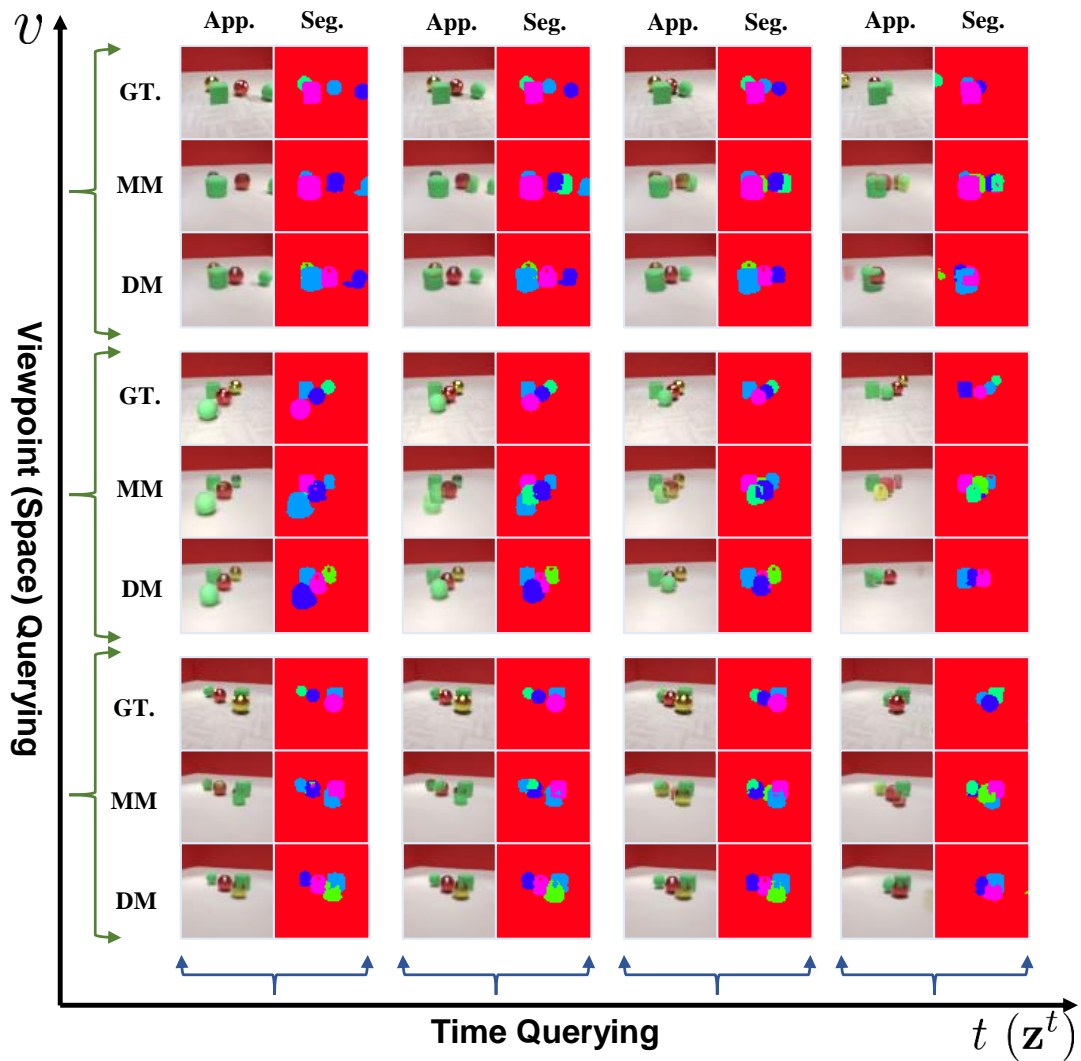 υ
App. Seg. App. Seg. App. Seg. App. Seg.
GT.
MM
DM
GT.
MM
DM
GT.
MM
DM
Viewpoint (Space) Querying
Time Querying
t (z^t)